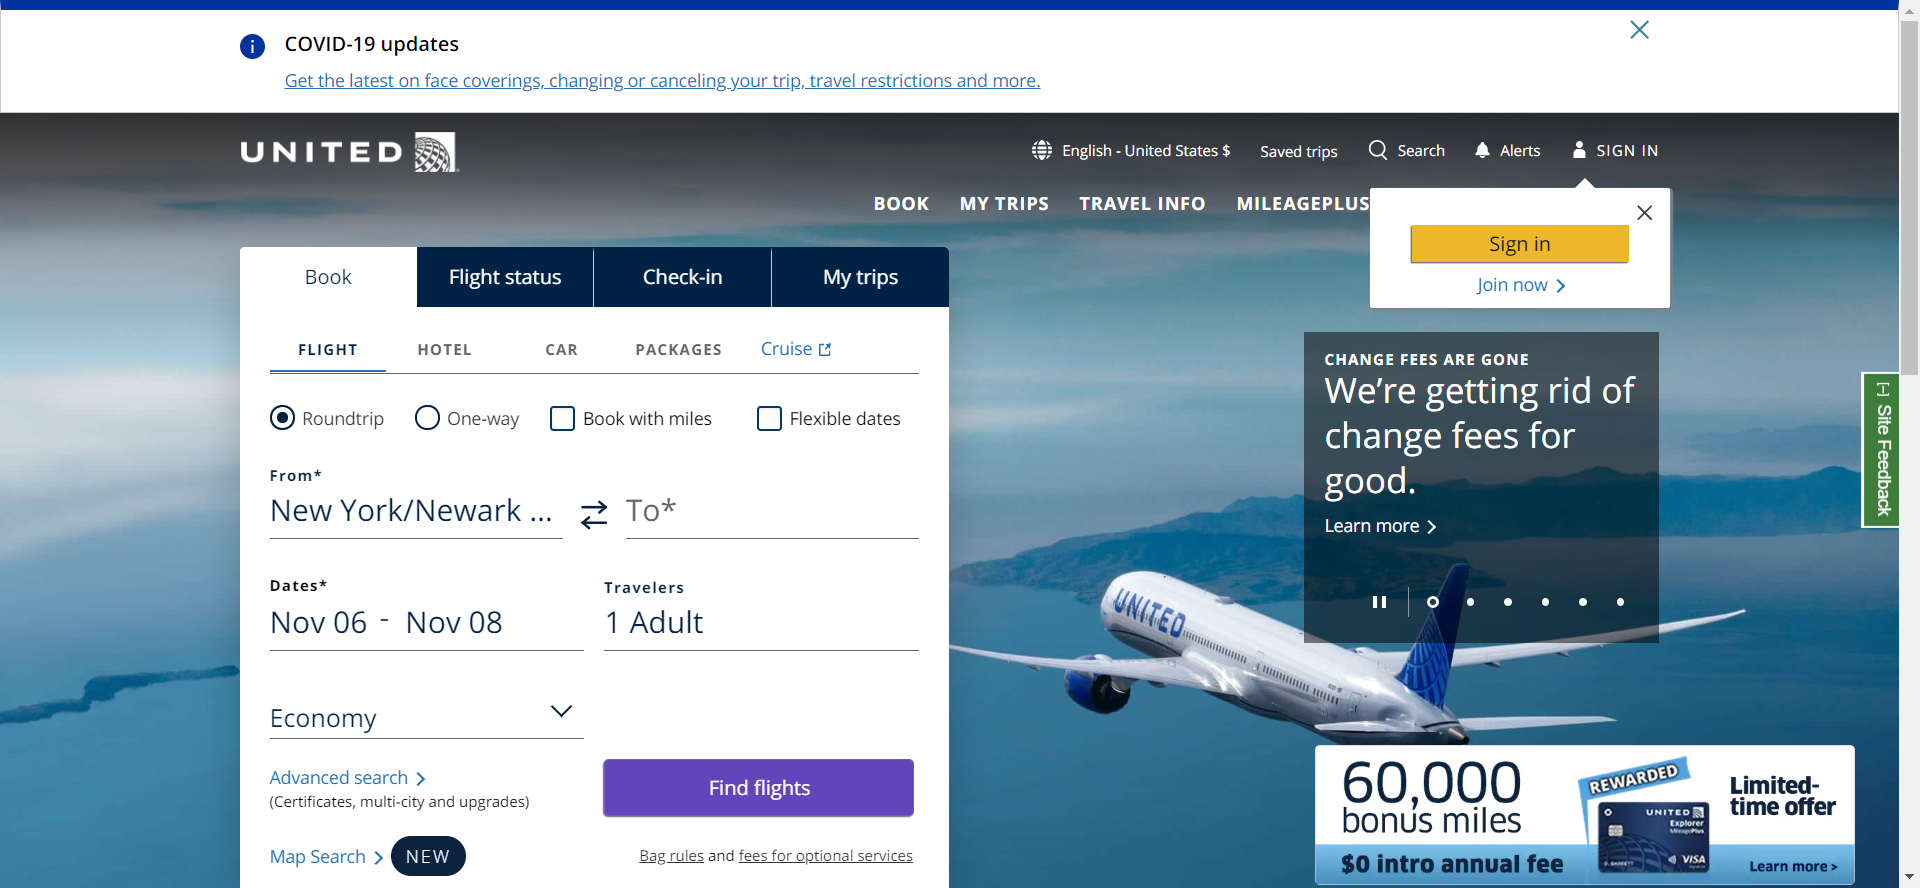 COVID-19 updates
Get the latest on face coverings, changing or canceling your trip, travel restrictions and more.
UNITED
English - United States $
Saved trips
Search
Alerts
SIGN IN
BOOK
MY TRIPS
TRAVEL INFO
MILEAGEPLUS
Sign in
Join now
Book
Flight status
Check-in
My trips
FLIGHT
HOTEL
CAR
PACKAGES
Cruise
Roundtrip
One-way
Book with miles
Flexible dates
From*
New York/Newark ...
To*
Dates*
Nov 06 - Nov 08
Travelers
1 Adult
Economy
Advanced search
(Certificates, multi-city and upgrades)
Find flights
Map Search
NEW
Bag rules and fees for optional services
CHANGE FEES ARE GONE
We're getting rid of
change fees for
good.
Learn more
[-] Site Feedback
UNITED
60,000
bonus miles
$0 intro annual fee
REWARDED
UNITED
Explorer
MileagePlus
VISA
Limited-
time offer
Learn more >